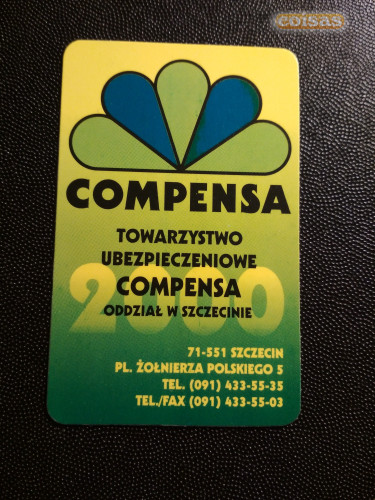 coisas
COMPENSA
TOWARZYSTWO
UBEZPIECZENIOWE
COMPENSA
2000
ODDZIAŁ W SZCZECINIE
71-551 SZCZECIN
PL. ŻOŁNIERZA POLSKIEGO 5
TEL. (091) 433-55-35
TEL./FAX (091) 433-55-03